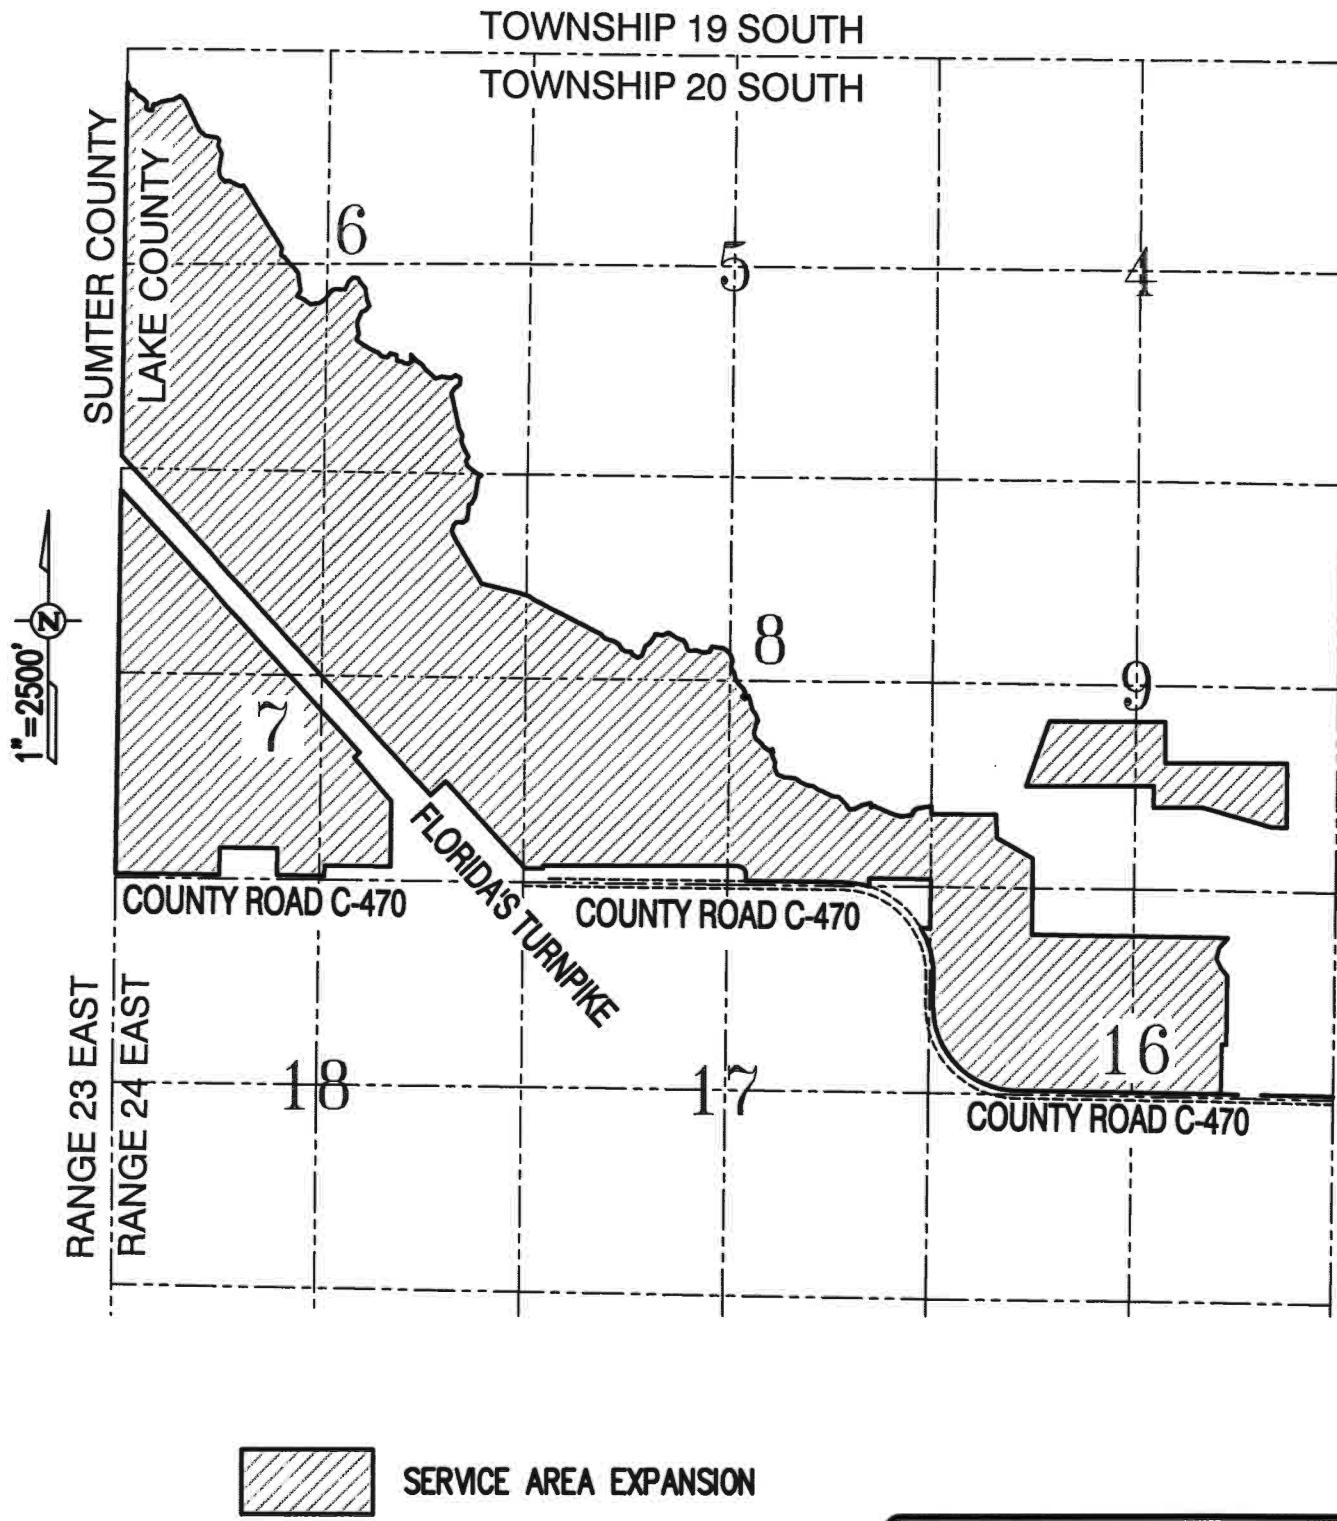 TOWNSHIP 19 SOUTH
TOWNSHIP 20 SOUTH
SUMTER COUNTY
LAKE COUNTY
6
5
4
1"=2500'
N
7
8
9
FLORIDA'S TURNPIKE
COUNTY ROAD C-470
COUNTY ROAD C-470
RANGE 23 EAST
RANGE 24 EAST
18
17
16
COUNTY ROAD C-470
SERVICE AREA EXPANSION